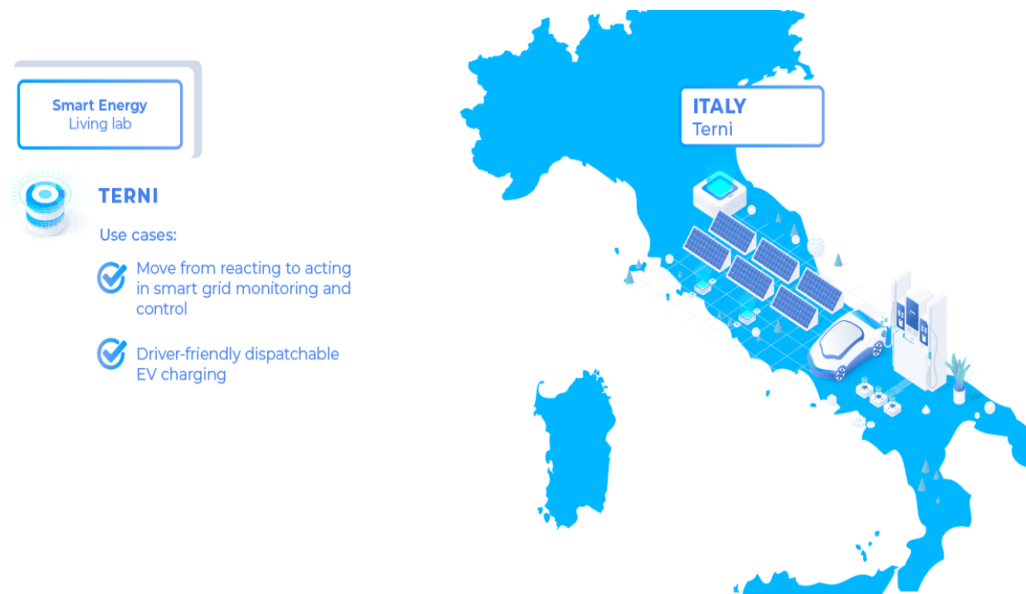 Smart Energy
Living lab
TERNI
Use cases:
Move from reacting to acting
in smart grid monitoring and
control
Driver-friendly dispatchable
EV charging
ITALY
Terni